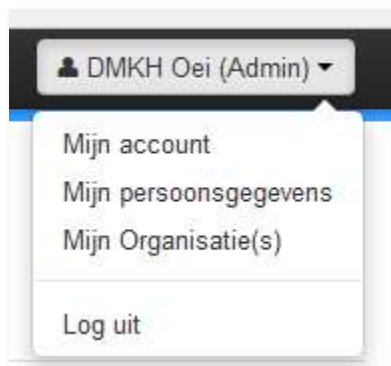 DMKH Oei (Admin)
Mijn account
Mijn persoonsgegevens
Mijn Organisatie(s)
Log uit